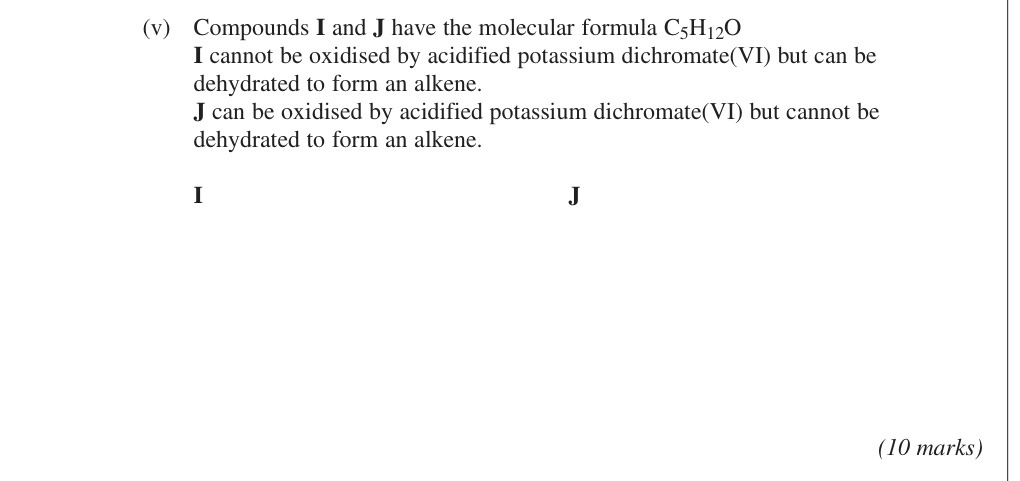 (v) Compounds I and J have the molecular formula C₅H₁₂O
I cannot be oxidised by acidified potassium dichromate(VI) but can be
dehydrated to form an alkene.
J can be oxidised by acidified potassium dichromate(VI) but cannot be
dehydrated to form an alkene.
I J
(10 marks)